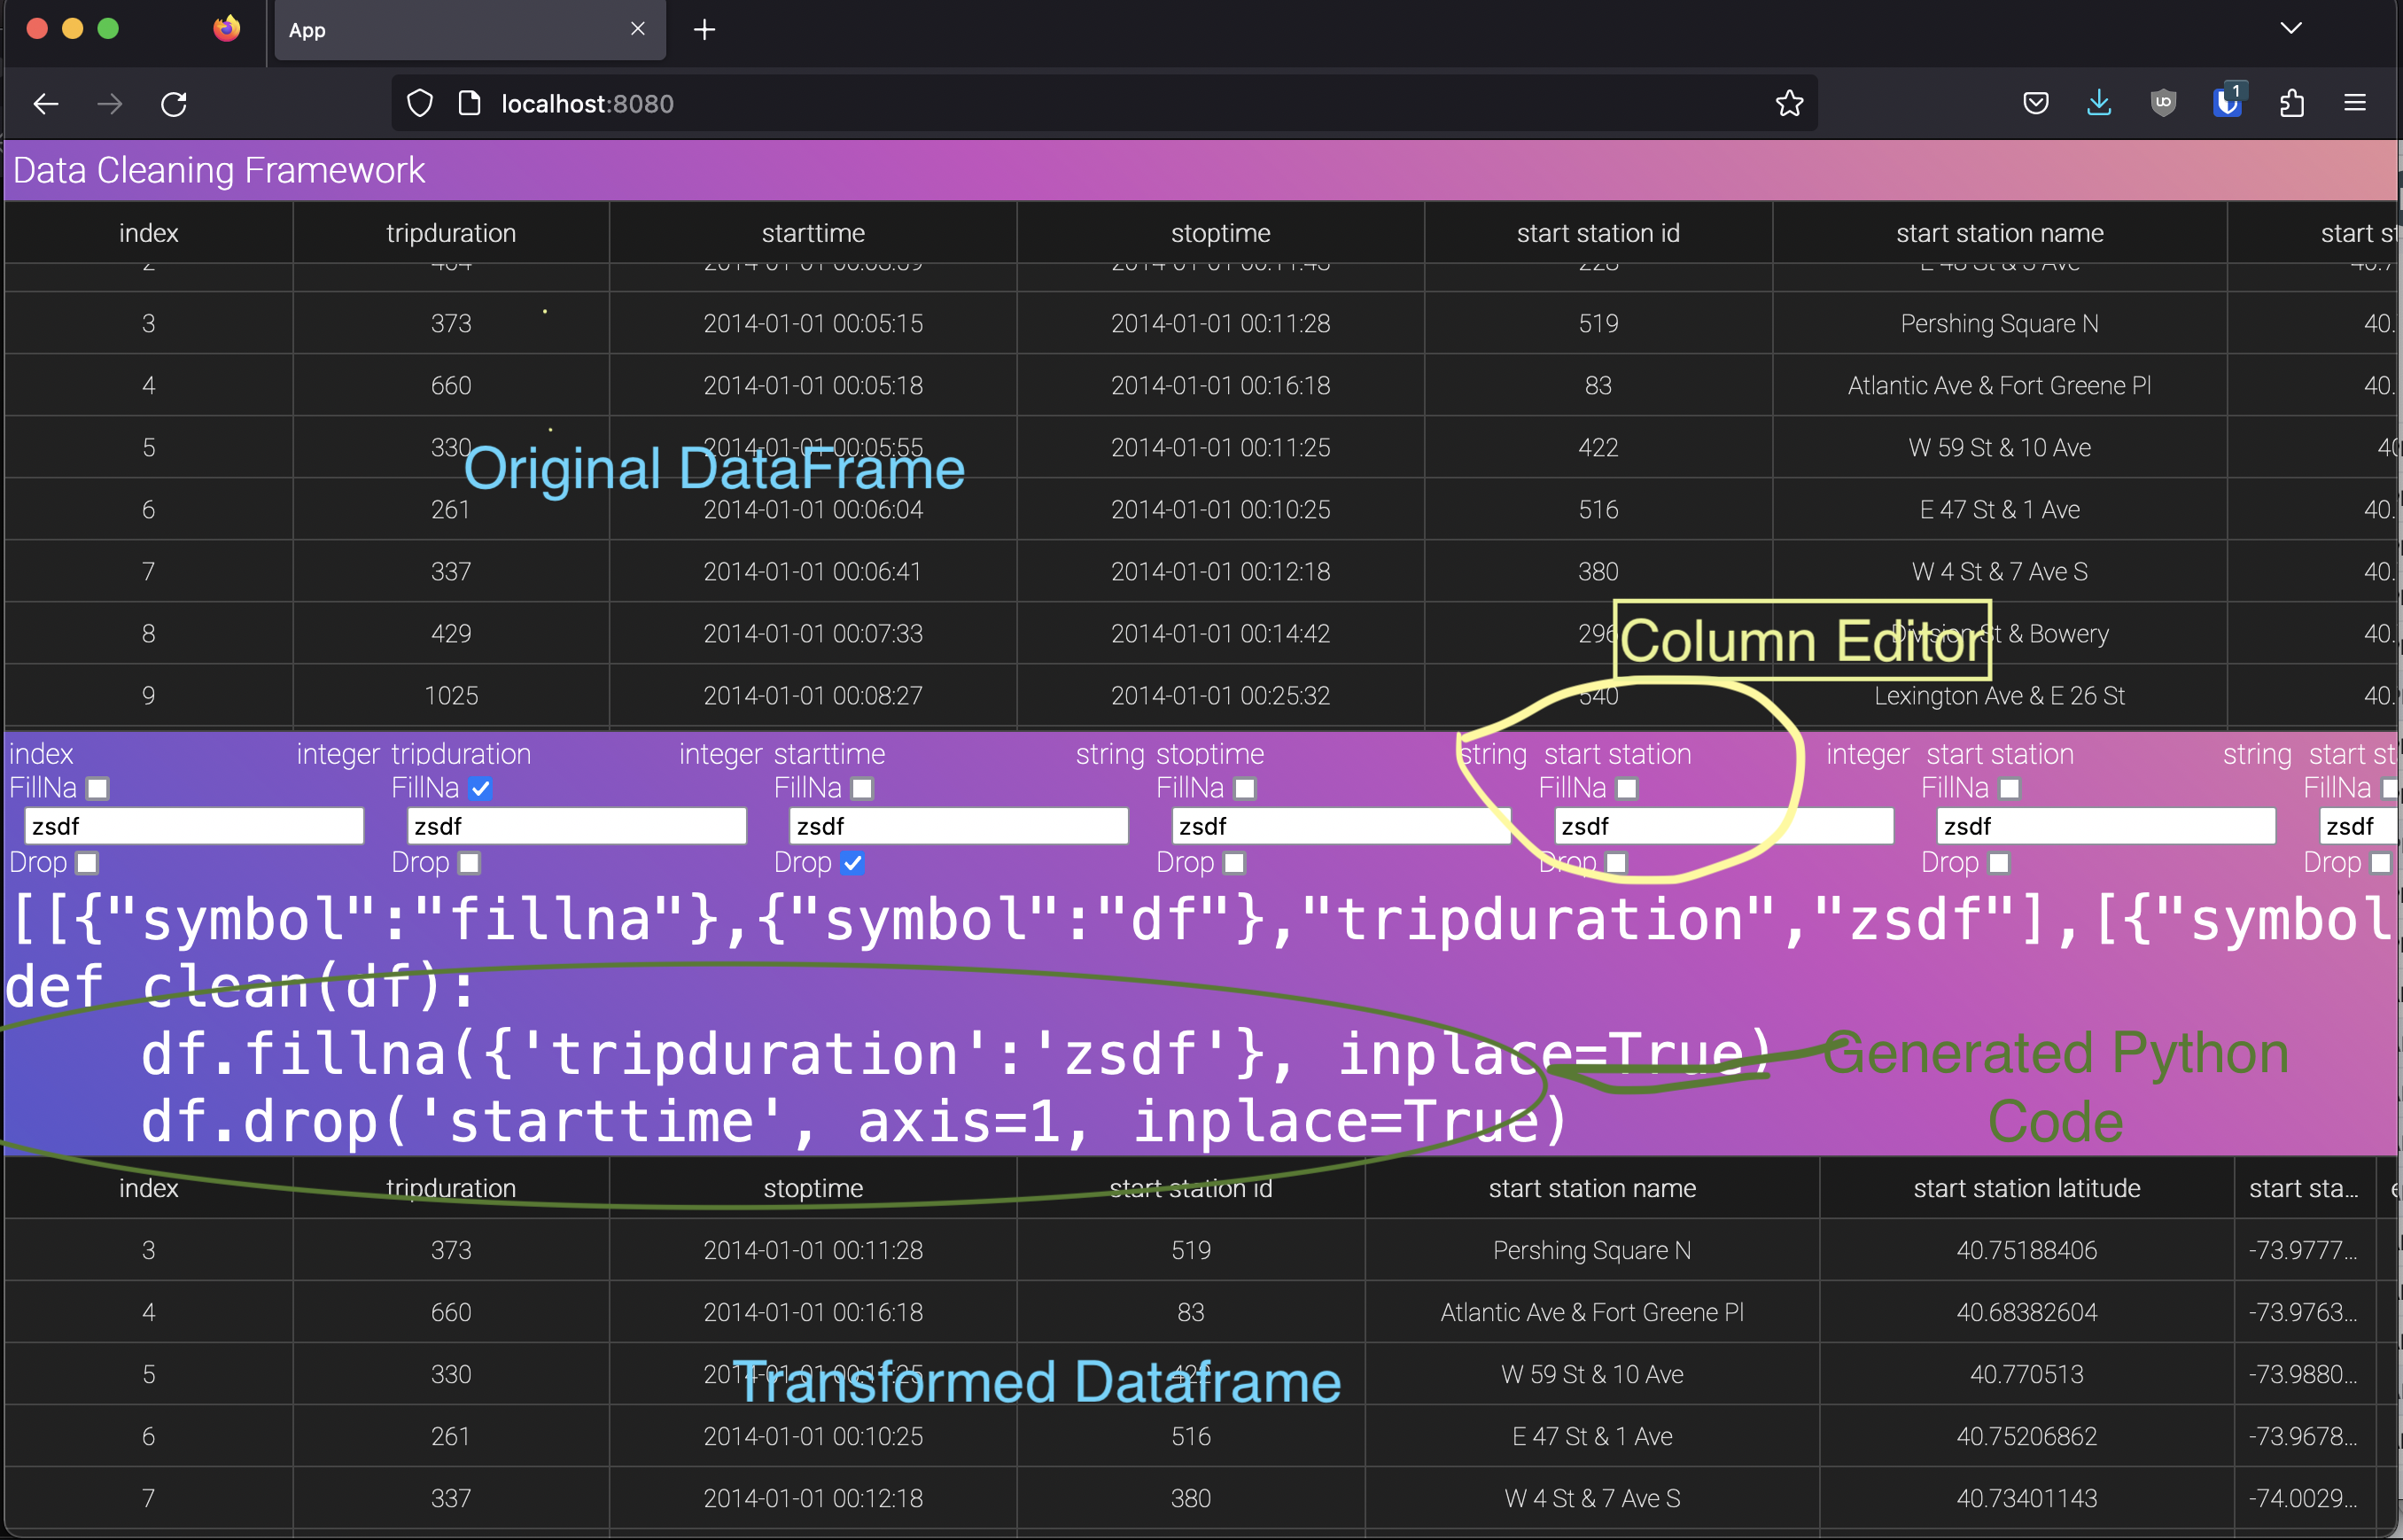 App
localhost:8080
1
Data Cleaning Framework
index tripduration starttime stoptime start station id start station name start st
3 373 2014-01-01 00:05:15 2014-01-01 00:11:28 519 Pershing Square N 40.
4 660 2014-01-01 00:05:18 2014-01-01 00:16:18 83 Atlantic Ave & Fort Greene Pl 40.
5 330 2014-01-01 00:05:55 2014-01-01 00:11:25 422 W 59 St & 10 Ave 40
Original DataFrame
6 261 2014-01-01 00:06:04 2014-01-01 00:10:25 516 E 47 St & 1 Ave 40.
7 337 2014-01-01 00:06:41 2014-01-01 00:12:18 380 W 4 St & 7 Ave S 40.
8 429 2014-01-01 00:07:33 2014-01-01 00:14:42 296 Division St & Bowery 40.
Column Editor
9 1025 2014-01-01 00:08:27 2014-01-01 00:25:32 540 Lexington Ave & E 26 St 40.
index integer tripduration integer starttime string stoptime string start station integer start station string start st
FillNa FillNa FillNa FillNa FillNa FillNa FillNa
zsdf zsdf zsdf zsdf zsdf zsdf zsdf
Drop Drop Drop Drop Drop Drop Drop
[[{"symbol":"fillna"},{"symbol":"df"},"tripduration","zsdf"],[{"symbol
def clean(df):
    df.fillna({'tripduration':'zsdf'}, inplace=True)
Generated Python
    df.drop('starttime', axis=1, inplace=True)
Code
index tripduration stoptime start station id start station name start station latitude start sta... e
3 373 2014-01-01 00:11:28 519 Pershing Square N 40.75188406 -73.9777...
4 660 2014-01-01 00:16:18 83 Atlantic Ave & Fort Greene Pl 40.68382604 -73.9763...
5 330 2014-01-01 00:11:25 422 W 59 St & 10 Ave 40.770513 -73.9880...
Transformed Dataframe
6 261 2014-01-01 00:10:25 516 E 47 St & 1 Ave 40.75206862 -73.9678...
7 337 2014-01-01 00:12:18 380 W 4 St & 7 Ave S 40.73401143 -74.0029...